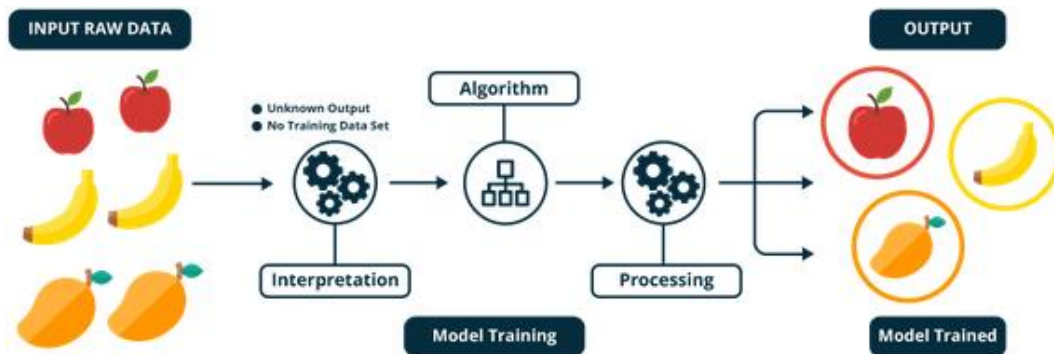 INPUT RAW DATA
OUTPUT
Algorithm
Unknown Output
No Training Data Set
Interpretation
Processing
Model Training
Model Trained